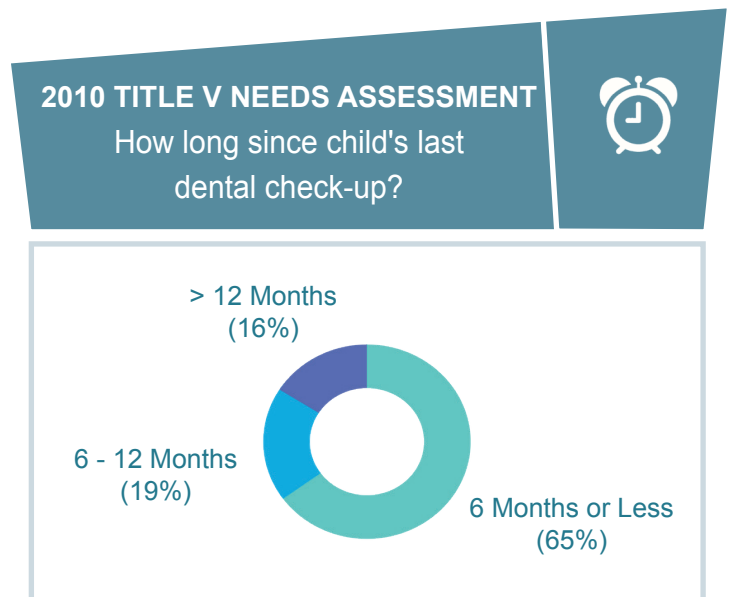 2010 TITLE V NEEDS ASSESSMENT
How long since child's last
dental check-up?
> 12 Months
(16%)
6 - 12 Months
(19%)
6 Months or Less
(65%)